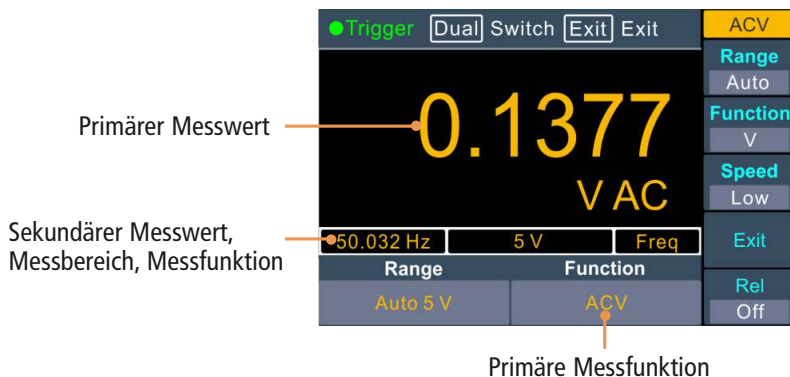 ●Trigger Dual Switch Exit Exit
ACV
Range
Auto
Function
V
Speed
Low
Exit
Rel
Off
Primärer Messwert
0.1377
V AC
Sekundärer Messwert,
Messbereich, Messfunktion
50.032 Hz 5 V Freq
Range Function
Auto 5 V ACV
Primäre Messfunktion